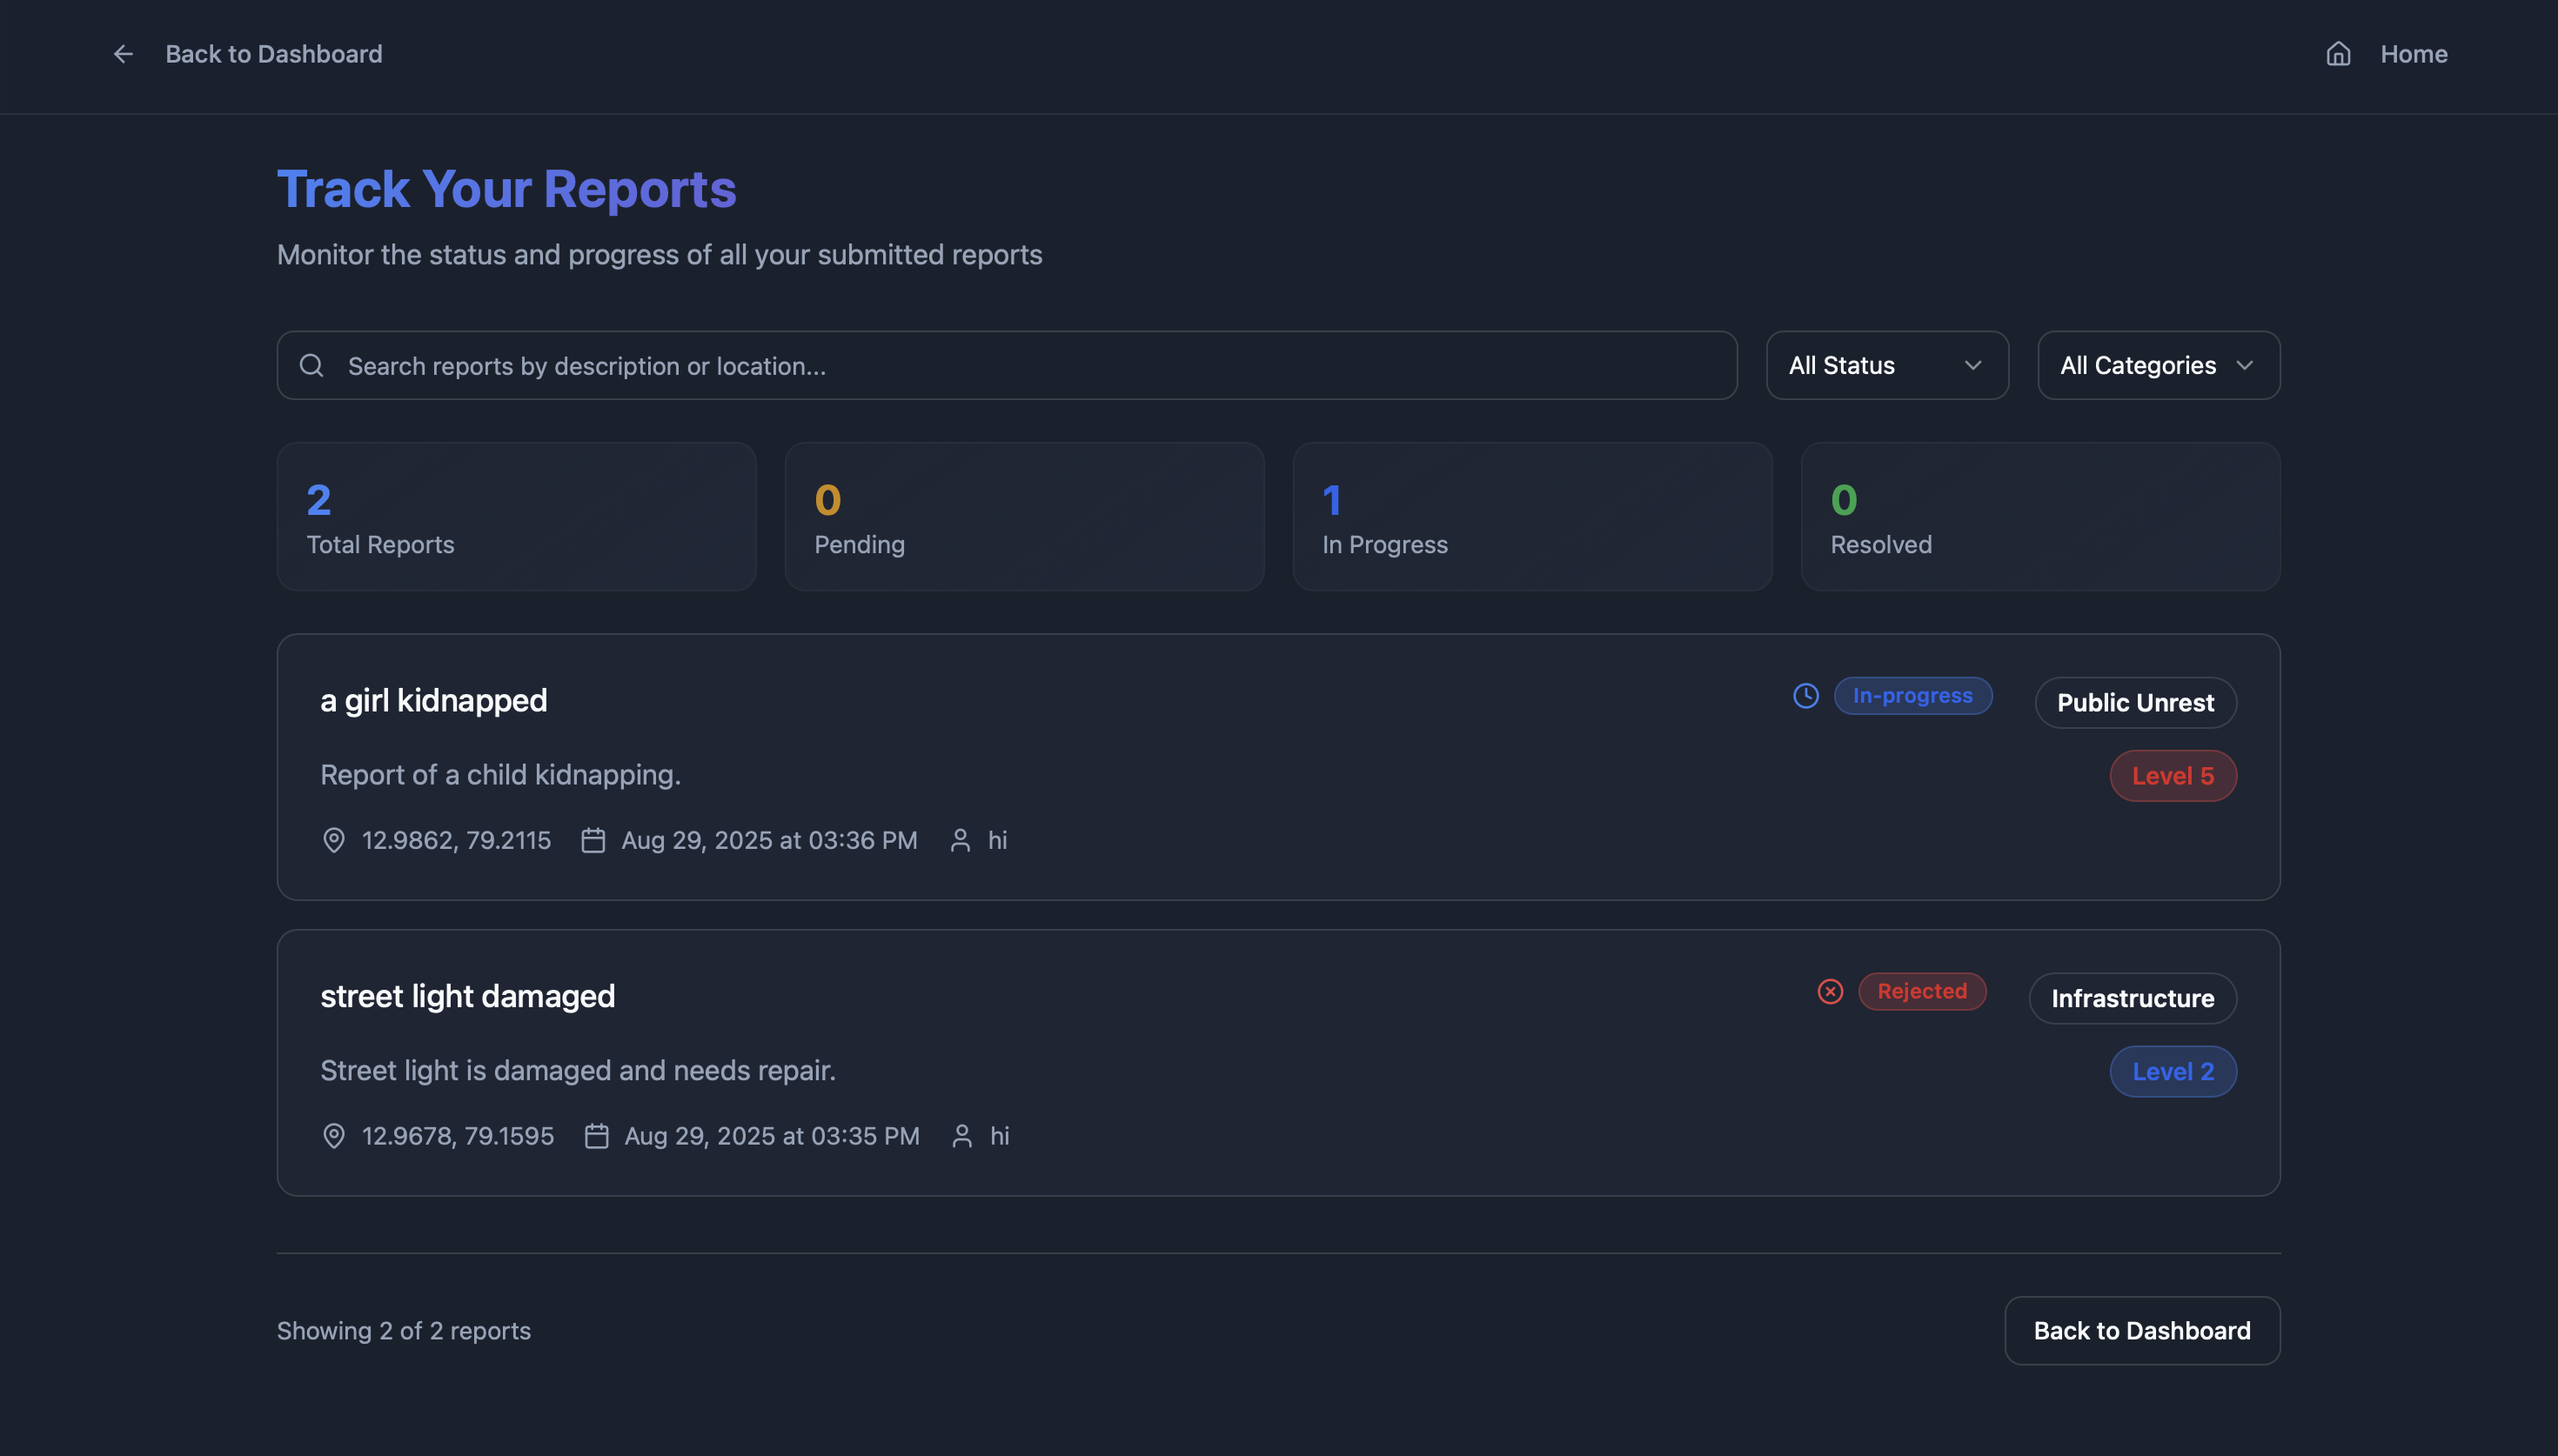 Back to Dashboard
Home
Track Your Reports
Monitor the status and progress of all your submitted reports
Search reports by description or location...
All Status
All Categories
2
Total Reports
0
Pending
1
In Progress
0
Resolved
a girl kidnapped
In-progress
Public Unrest
Report of a child kidnapping.
Level 5
12.9862, 79.2115
Aug 29, 2025 at 03:36 PM
hi
street light damaged
Rejected
Infrastructure
Street light is damaged and needs repair.
Level 2
12.9678, 79.1595
Aug 29, 2025 at 03:35 PM
hi
Showing 2 of 2 reports
Back to Dashboard